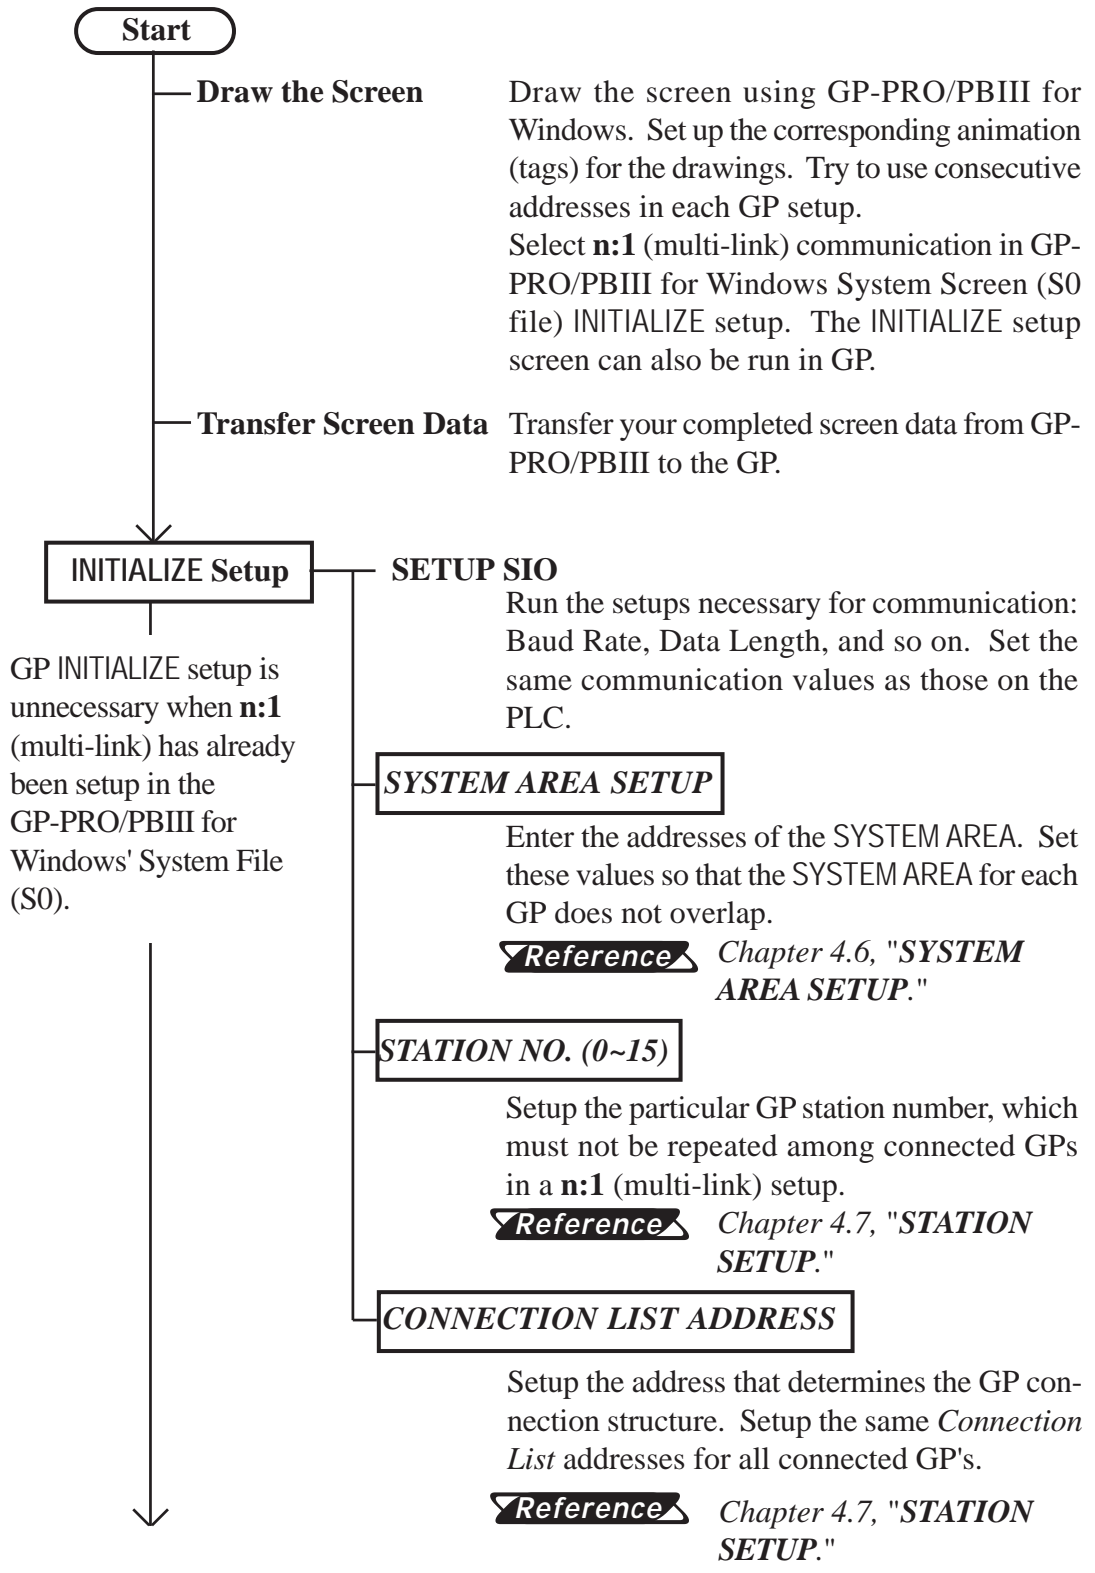 Start
Draw the Screen
Draw the screen using GP-PRO/PBIII for
Windows. Set up the corresponding animation
(tags) for the drawings. Try to use consecutive
addresses in each GP setup.
Select n:1 (multi-link) communication in GP-
PRO/PBIII for Windows System Screen (S0
file) INITIALIZE setup. The INITIALIZE setup
screen can also be run in GP.
Transfer Screen Data
Transfer your completed screen data from GP-
PRO/PBIII to the GP.
INITIALIZE Setup
GP INITIALIZE setup is
unnecessary when n:1
(multi-link) has already
been setup in the
GP-PRO/PBIII for
Windows' System File
(S0).
SETUP SIO
Run the setups necessary for communication:
Baud Rate, Data Length, and so on. Set the
same communication values as those on the
PLC.
SYSTEM AREA SETUP
Enter the addresses of the SYSTEM AREA. Set
these values so that the SYSTEM AREA for each
GP does not overlap.
Reference
Chapter 4.6, "SYSTEM
AREA SETUP."
STATION NO. (0~15)
Setup the particular GP station number, which
must not be repeated among connected GPs
in a n:1 (multi-link) setup.
Reference
Chapter 4.7, "STATION
SETUP."
CONNECTION LIST ADDRESS
Setup the address that determines the GP con-
nection structure. Setup the same Connection
List addresses for all connected GP's.
Reference
Chapter 4.7, "STATION
SETUP."